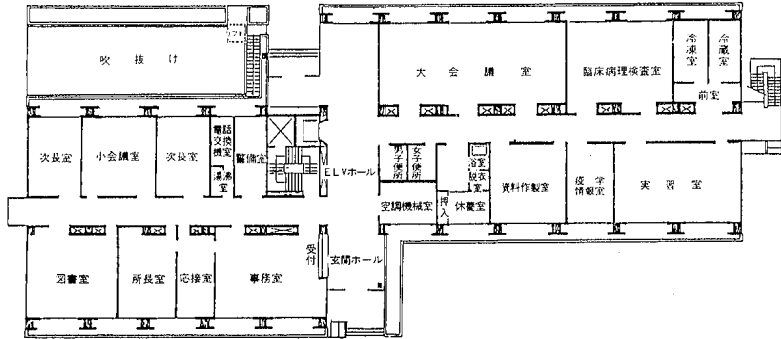 リフト
吹抜け
大会議室
臨床病理検査室
冷凍室
冷蔵室
前室
次長室
小会議室
次長室
電話交換機室
湯沸室
警備室
ELVホール
男子便所
女子便所
浴室
脱衣室
資料作製室
疫学情報室
実習室
空調機械室
押入
休養室
図書室
所長室
応接室
事務室
受付
玄関ホール